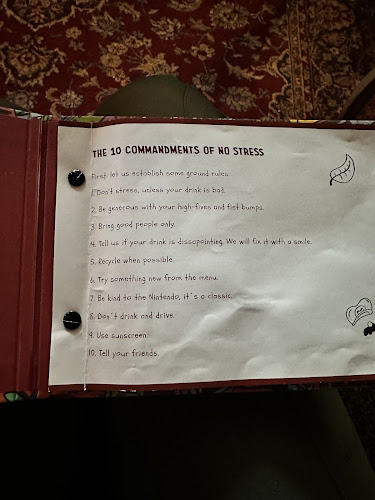 THE 10 COMMANDMENTS OF NO STRESS
First let us establish some ground rules.
1. Don't stress, unless your drink is bad.
2. Be generous with your high-fives and fist bumps.
3. Bring good people only.
4. Tell us if your drink is dissapointing. We will fix it with a smile.
5. Recycle when possible.
6. Try something new from the menu.
7. Be kind to the Nintendo, it's a classic.
8. Don't drink and drive.
9. Use sunscreen.
10. Tell your friends.